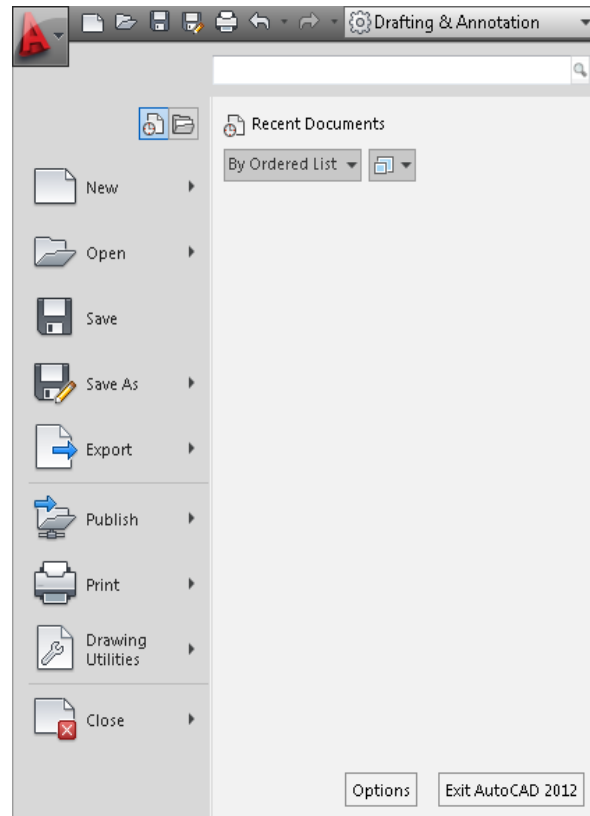 Drafting & Annotation
Recent Documents
By Ordered List
New
Open
Save
Save As
Export
Publish
Print
Drawing
Utilities
Close
Options
Exit AutoCAD 2012